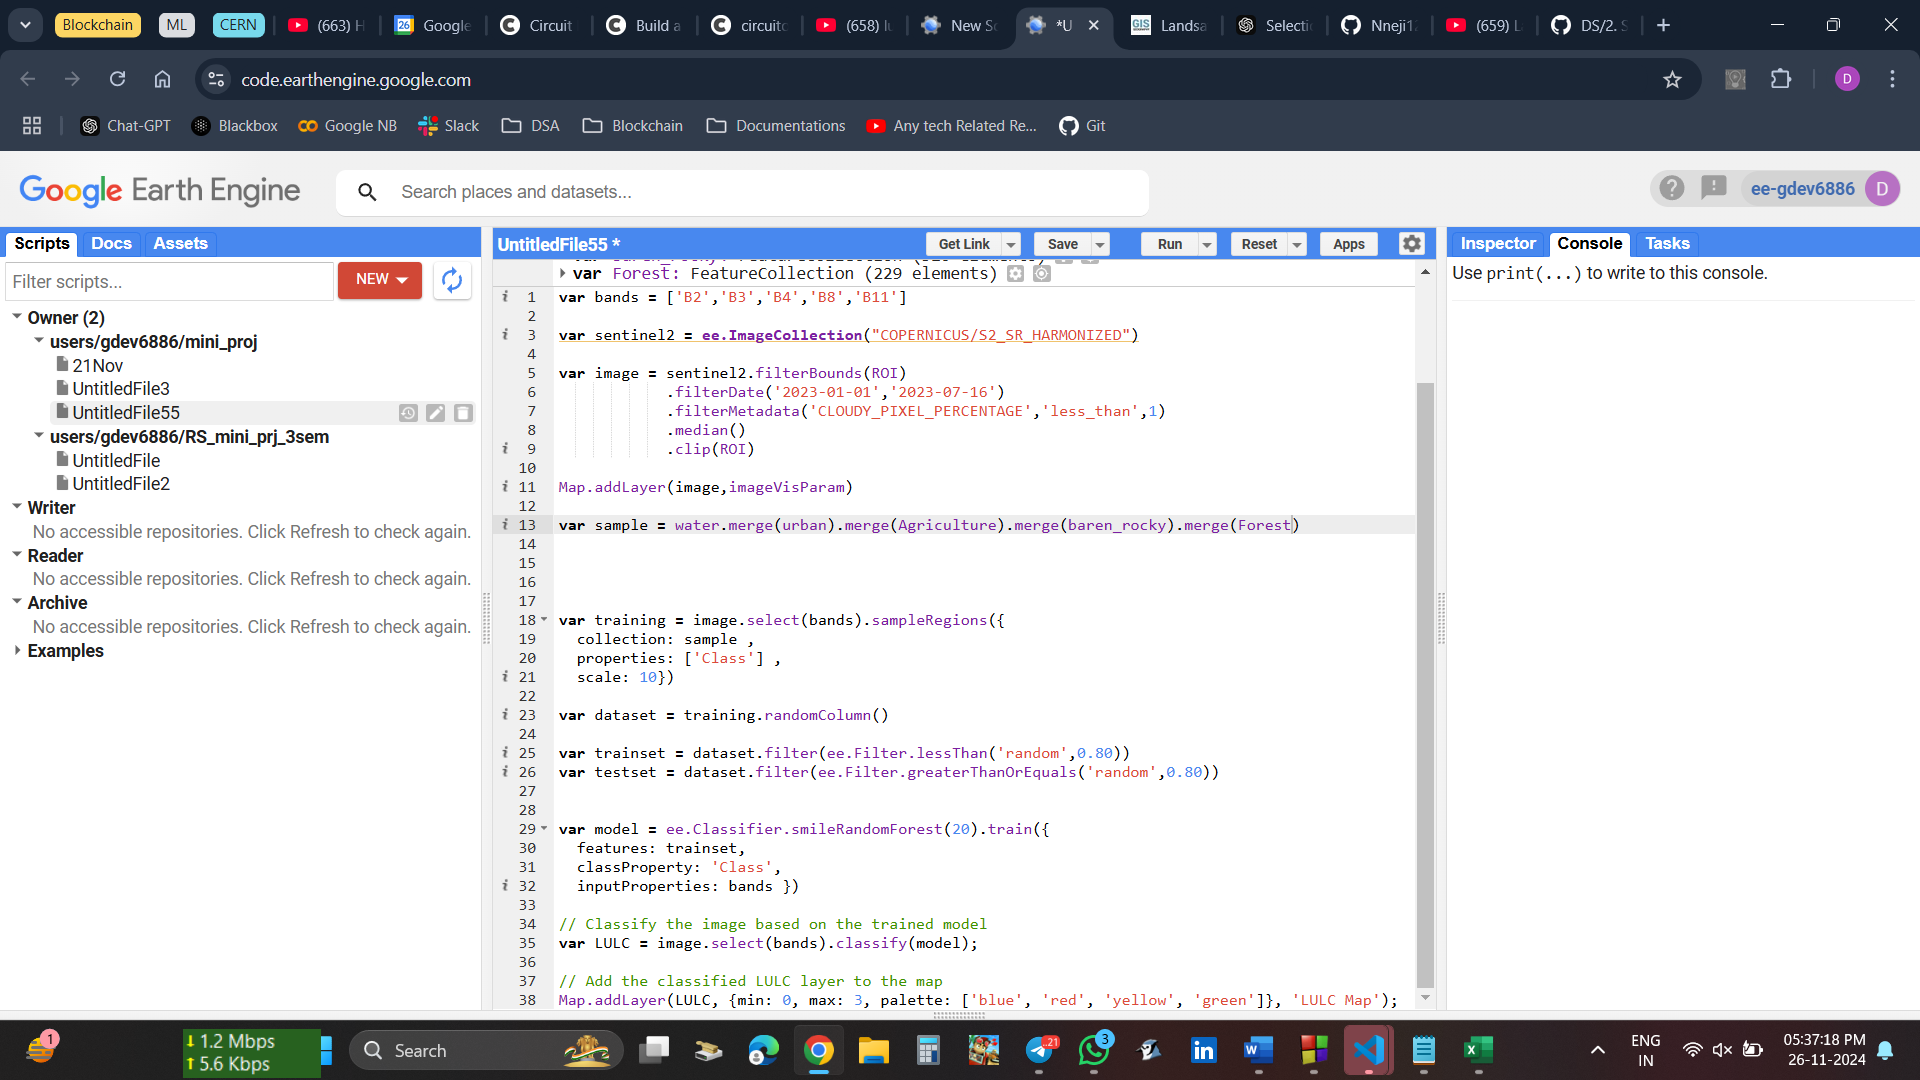 Blockchain ML CERN (663) H Google Circuit Build a circuitc (658) lu New Sc *U Landsa Selecti Nneji1 (659) L DS/2. S
code.earthengine.google.com D
Chat-GPT Blackbox Google NB Slack DSA Blockchain Documentations Any tech Related Re... Git
Google Earth Engine Search places and datasets... ee-gdev6886 D
Scripts Docs Assets
Filter scripts... NEW
Owner (2)
users/gdev6886/mini_proj
21Nov
UntitledFile3
UntitledFile55
users/gdev6886/RS_mini_prj_3sem
UntitledFile
UntitledFile2
Writer
No accessible repositories. Click Refresh to check again.
Reader
No accessible repositories. Click Refresh to check again.
Archive
No accessible repositories. Click Refresh to check again.
Examples
UntitledFile55 * Get Link Save Run Reset Apps
var Forest: FeatureCollection (229 elements)
1 var bands = ['B2','B3','B4','B8','B11']
2
3 var sentinel2 = ee.ImageCollection("COPERNICUS/S2_SR_HARMONIZED")
4
5 var image = sentinel2.filterBounds(ROI)
6 .filterDate('2023-01-01','2023-07-16')
7 .filterMetadata('CLOUDY_PIXEL_PERCENTAGE','less_than',1)
8 .median()
9 .clip(ROI)
10
11 Map.addLayer(image,imageVisParam)
12
13 var sample = water.merge(urban).merge(Agriculture).merge(baren_rocky).merge(Forest)
14
15
16
17
18 var training = image.select(bands).sampleRegions({
19 collection: sample ,
20 properties: ['Class'] ,
21 scale: 10})
22
23 var dataset = training.randomColumn()
24
25 var trainset = dataset.filter(ee.Filter.lessThan('random',0.80))
26 var testset = dataset.filter(ee.Filter.greaterThanOrEquals('random',0.80))
27
28
29 var model = ee.Classifier.smileRandomForest(20).train({
30 features: trainset,
31 classProperty: 'Class',
32 inputProperties: bands })
33
34 // Classify the image based on the trained model
35 var LULC = image.select(bands).classify(model);
36
37 // Add the classified LULC layer to the map
38 Map.addLayer(LULC, {min: 0, max: 3, palette: ['blue', 'red', 'yellow', 'green']}, 'LULC Map');
Inspector Console Tasks
Use print(...) to write to this console.
1 1.2 Mbps
5.6 Kbps
Search 21 3
ENG
IN
05:37:18 PM
26-11-2024